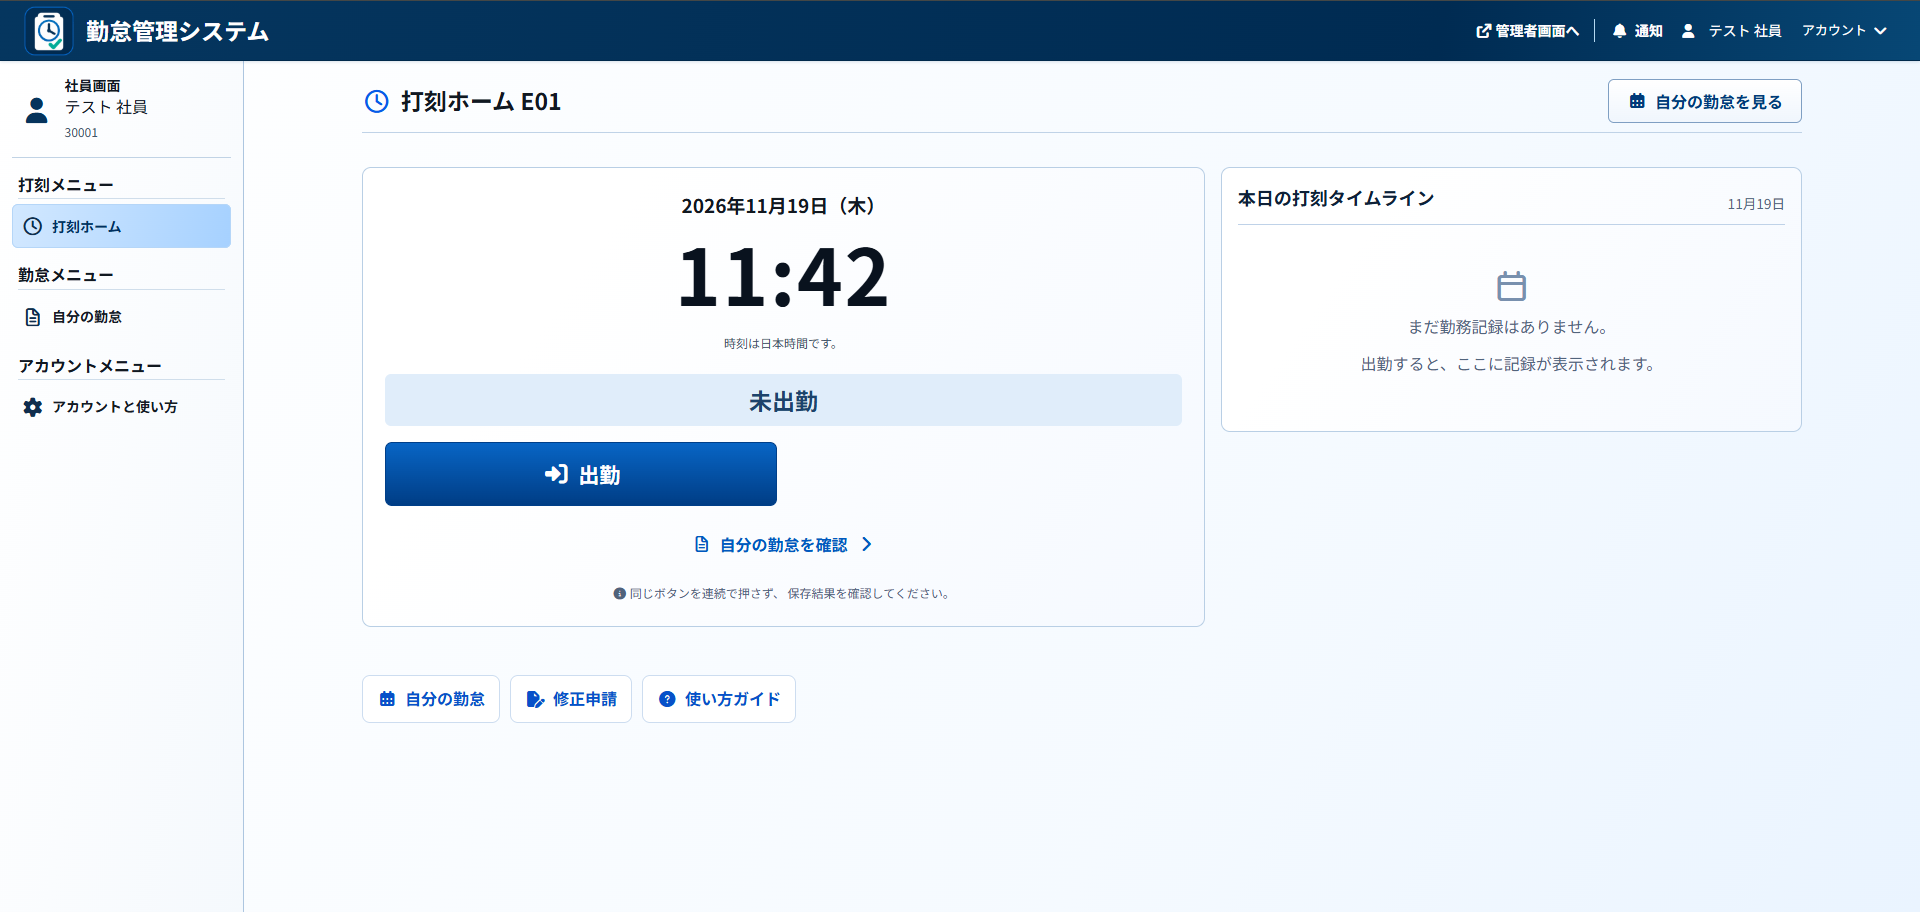 勤怠管理システム
管理者画面へ
通知
テスト 社員
アカウント
社員画面
テスト 社員
30001
打刻メニュー
打刻ホーム
勤怠メニュー
自分の勤怠
アカウントメニュー
アカウントと使い方
打刻ホーム E01
自分の勤怠を見る
2026年11月19日（木）
11:42
時刻は日本時間です。
未出勤
出勤
自分の勤怠を確認
同じボタンを連続で押さず、 保存結果を確認してください。
本日の打刻タイムライン
11月19日
まだ勤務記録はありません。
出勤すると、ここに記録が表示されます。
自分の勤怠
修正申請
使い方ガイド